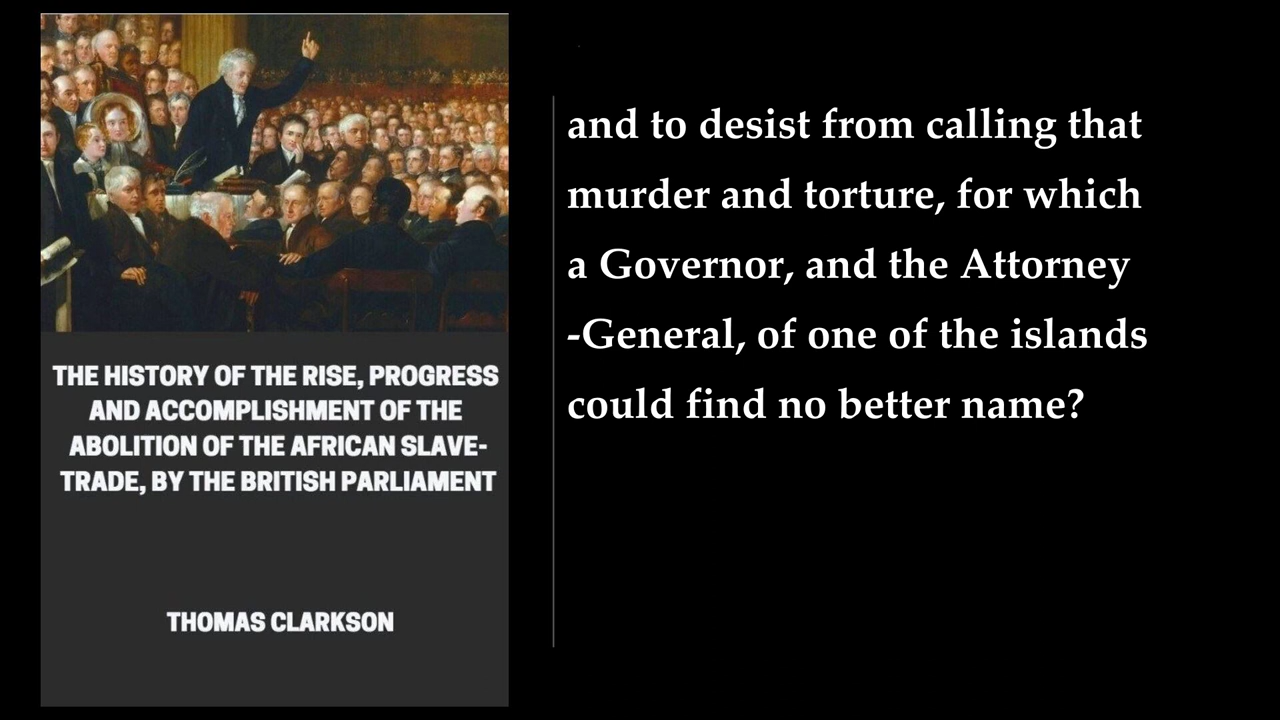 THE HISTORY OF THE RISE, PROGRESS
AND ACCOMPLISHMENT OF THE
ABOLITION OF THE AFRICAN SLAVE-
TRADE, BY THE BRITISH PARLIAMENT
THOMAS CLARKSON
and to desist from calling that
murder and torture, for which
a Governor, and the Attorney
-General, of one of the islands
could find no better name?